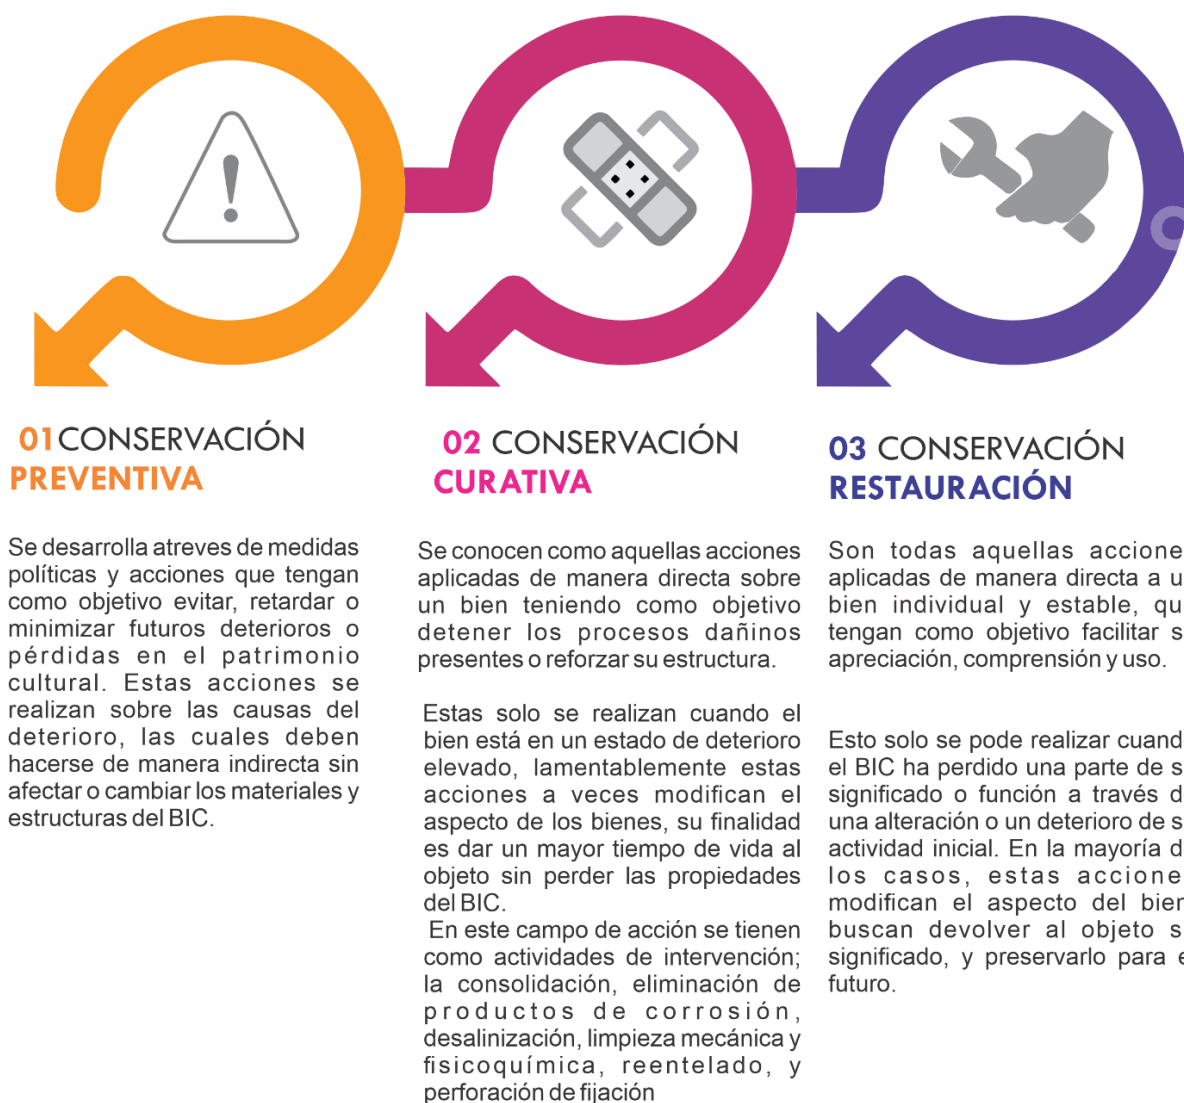 01 CONSERVACIÓN
PREVENTIVA
Se desarrolla atreves de medidas
políticas y acciones que tengan
como objetivo evitar, retardar o
minimizar futuros deterioros o
pérdidas en el patrimonio
cultural. Estas acciones se
realizan sobre las causas del
deterioro, las cuales deben
hacerse de manera indirecta sin
afectar o cambiar los materiales y
estructuras del BIC.
02 CONSERVACIÓN
CURATIVA
Se conocen como aquellas acciones
aplicadas de manera directa sobre
un bien teniendo como objetivo
detener los procesos dañinos
presentes o reforzar su estructura.
Estas solo se realizan cuando el
bien está en un estado de deterioro
elevado, lamentablemente estas
acciones a veces modifican el
aspecto de los bienes, su finalidad
es dar un mayor tiempo de vida al
objeto sin perder las propiedades
del BIC.
En este campo de acción se tienen
como actividades de intervención;
la consolidación, eliminación de
productos de corrosión,
desalinización, limpieza mecánica y
fisicoquímica, reentelado, y
perforación de fijación
03 CONSERVACIÓN
RESTAURACIÓN
Son todas aquellas accione
aplicadas de manera directa a u
bien individual y estable, qu
tengan como objetivo facilitar s
apreciación, comprensión y uso.
Esto solo se pode realizar cuand
el BIC ha perdido una parte de s
significado o función a través d
una alteración o un deterioro de s
actividad inicial. En la mayoría d
los casos, estas accione
modifican el aspecto del bien
buscan devolver al objeto s
significado, y preservarlo para e
futuro.